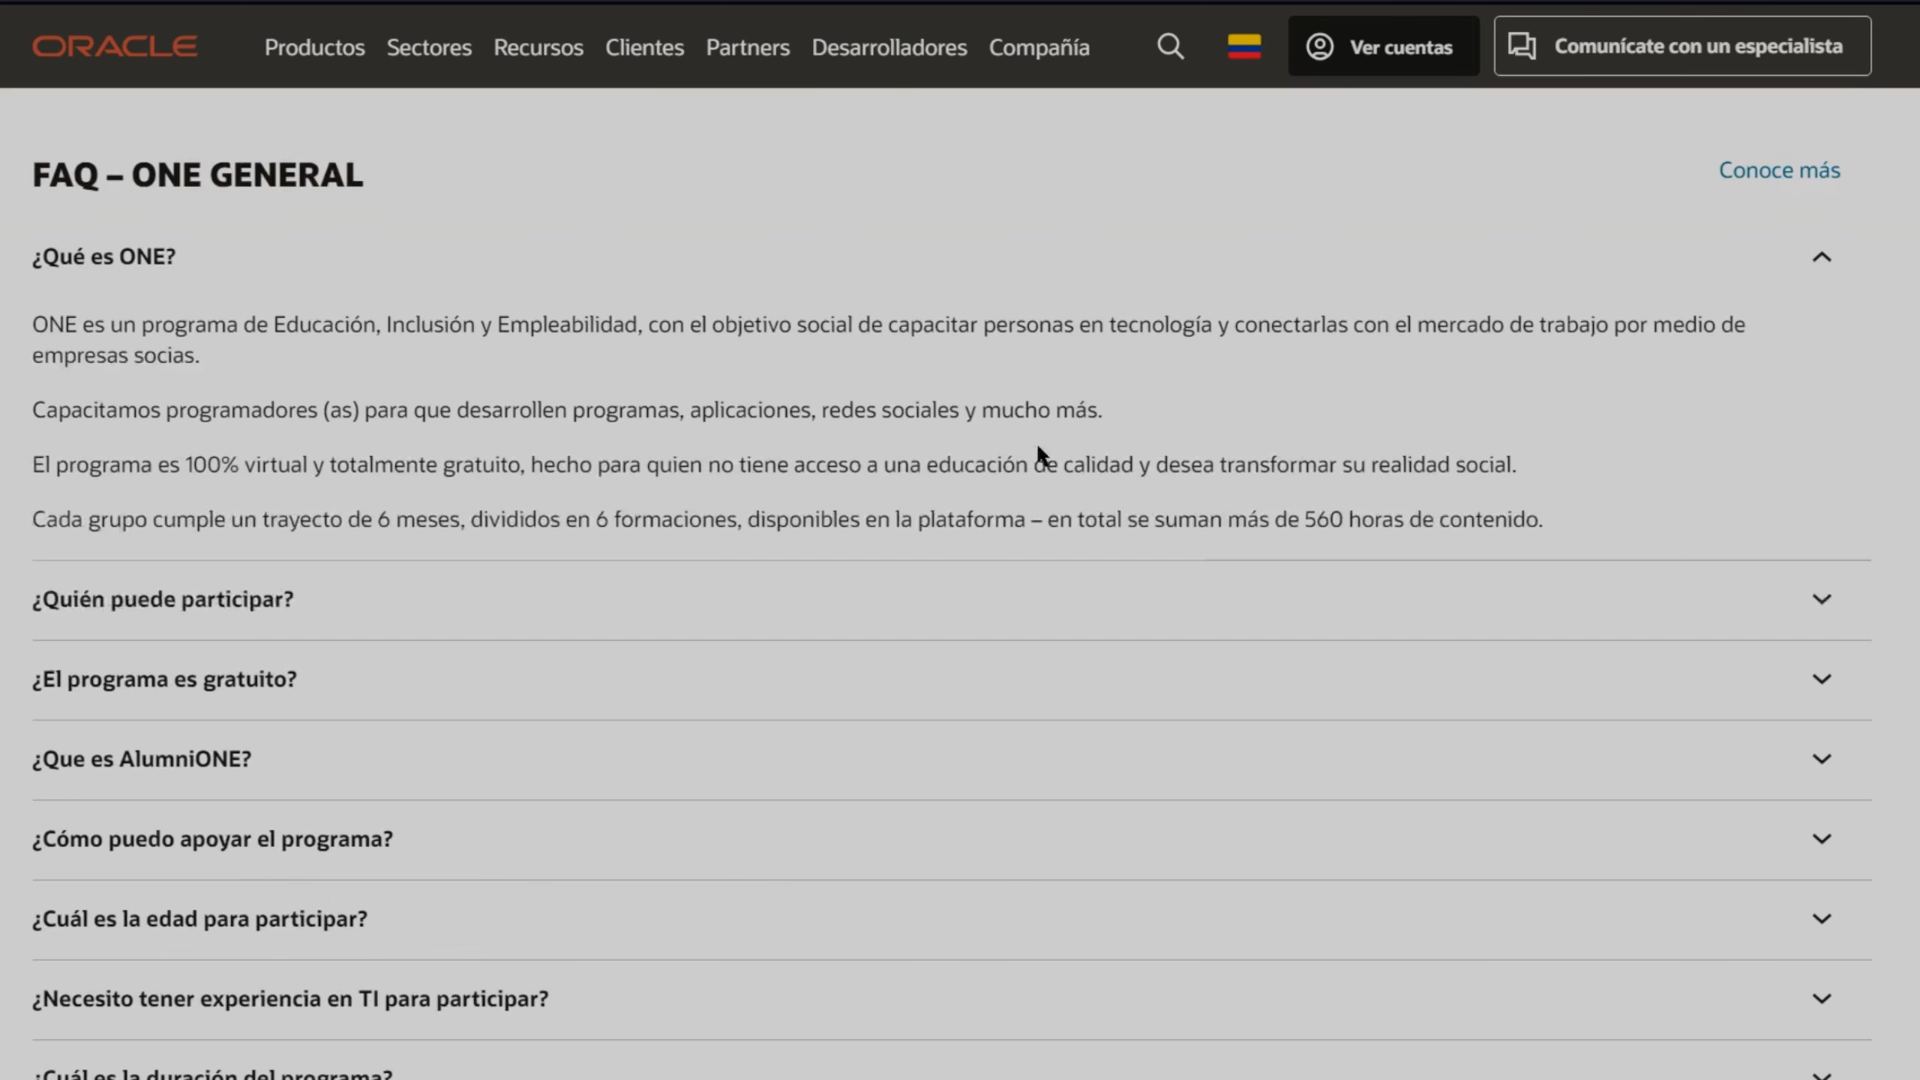 ORACLE
Productos Sectores Recursos Clientes Partners Desarrolladores Compañía
Ver cuentas
Comunícate con un especialista
FAQ – ONE GENERAL
Conoce más
¿Qué es ONE?
ONE es un programa de Educación, Inclusión y Empleabilidad, con el objetivo social de capacitar personas en tecnología y conectarlas con el mercado de trabajo por medio de
empresas socias.
Capacitamos programadores (as) para que desarrollen programas, aplicaciones, redes sociales y mucho más.
El programa es 100% virtual y totalmente gratuito, hecho para quien no tiene acceso a una educación de calidad y desea transformar su realidad social.
Cada grupo cumple un trayecto de 6 meses, divididos en 6 formaciones, disponibles en la plataforma – en total se suman más de 560 horas de contenido.
¿Quién puede participar?
¿El programa es gratuito?
¿Que es AlumniONE?
¿Cómo puedo apoyar el programa?
¿Cuál es la edad para participar?
¿Necesito tener experiencia en TI para participar?
¿Cuál es la duración del programa?